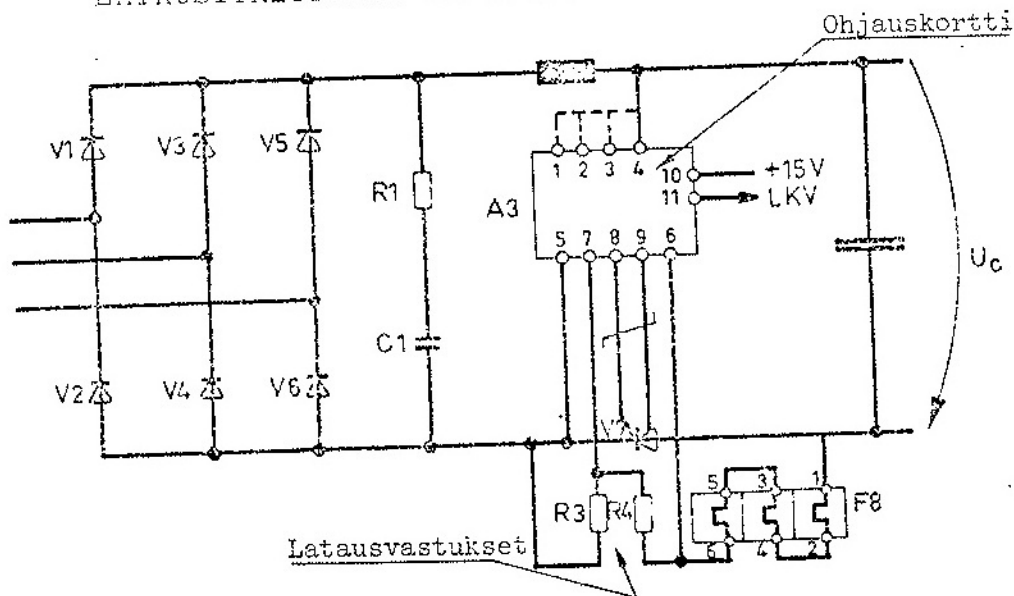 Ohjauskortti
V1
V3
V5
R1
1 2 3 4
10 +15V
11 LKV
A3
5 7 8 9 6
Uc
C1
V2
V4
V6
5 3 1
R3
R4
F8
6 4 2
Latausvastukset